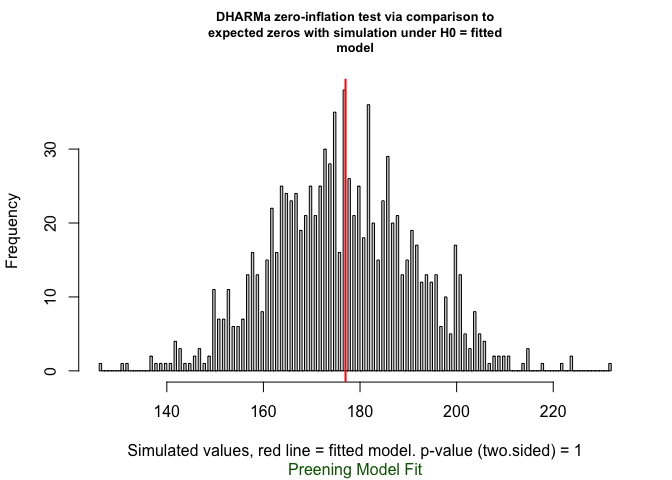 DHARMa zero-inflation test via comparison to
expected zeros with simulation under H0 = fitted
model
Frequency
30
20
10
0
140 160 180 200 220
Simulated values, red line = fitted model. p-value (two.sided) = 1
Preening Model Fit